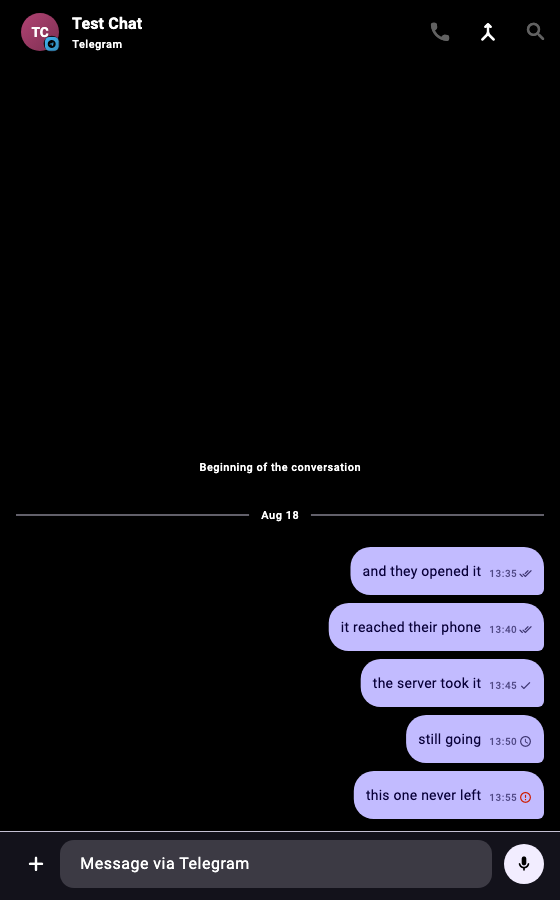 TC
Test Chat
Telegram
Beginning of the conversation
Aug 18
and they opened it 13:35
it reached their phone 13:40
the server took it 13:45
still going 13:50
this one never left 13:55
Message via Telegram